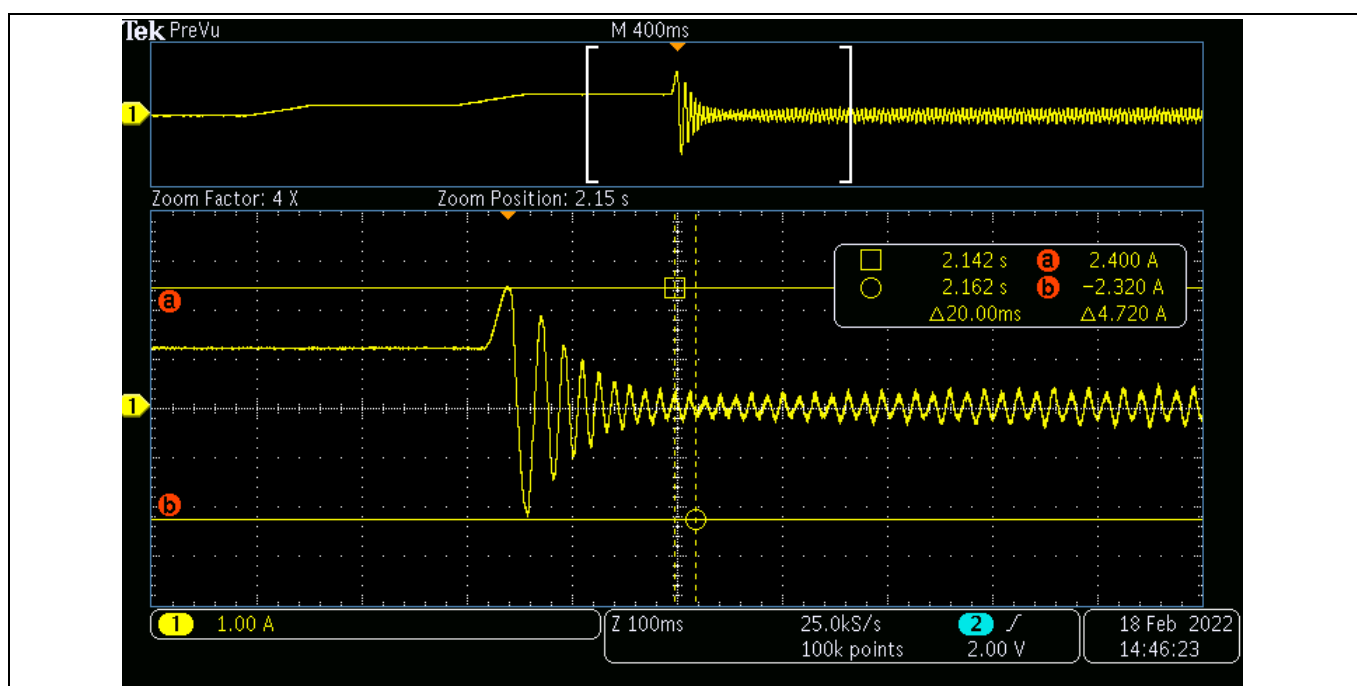 Tek PreVu M 400ms
1
Zoom Factor: 4 X Zoom Position: 2.15 s
2.142 s a 2.400 A
2.162 s b −2.320 A
Δ20.00ms Δ4.720 A
a
1
b
1 1.00 A Z 100ms 25.0kS/s 2 18 Feb 2022
100k points 2.00 V 14:46:23